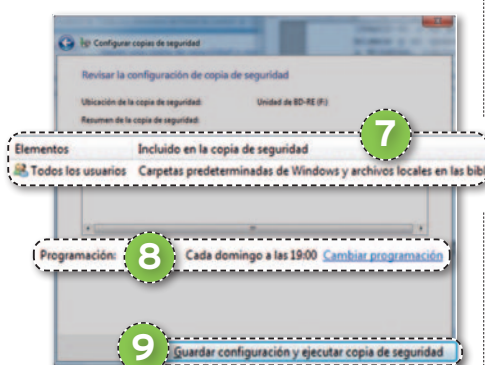 Configurar copias de seguridad
Revisar la configuración de copia de seguridad
Ubicación de la copia de seguridad: Unidad de BD-RE (F:)
Resumen de la copia de seguridad:
7
Elementos Incluido en la copia de seguridad
Todos los usuarios Carpetas predeterminadas de Windows y archivos locales en las bibl
Programación: 8 Cada domingo a las 19:00 Cambiar programación
9 Guardar configuración y ejecutar copia de seguridad